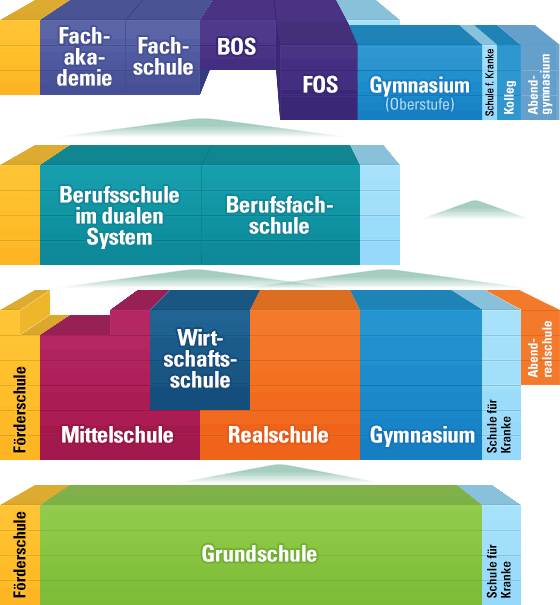 Fach-
aka-
demie
Fach-
schule
BOS
FOS
Gymnasium
(Oberstufe)
Schule f. Kranke
Kolleg
Abend-
gymnasium
Berufsschule
im dualen
System
Berufsfach-
schule
Förderschule
Mittelschule
Wirt-
schafts-
schule
Realschule
Gymnasium
Schule für
Kranke
Abend-
realschule
Förderschule
Grundschule
Schule für
Kranke